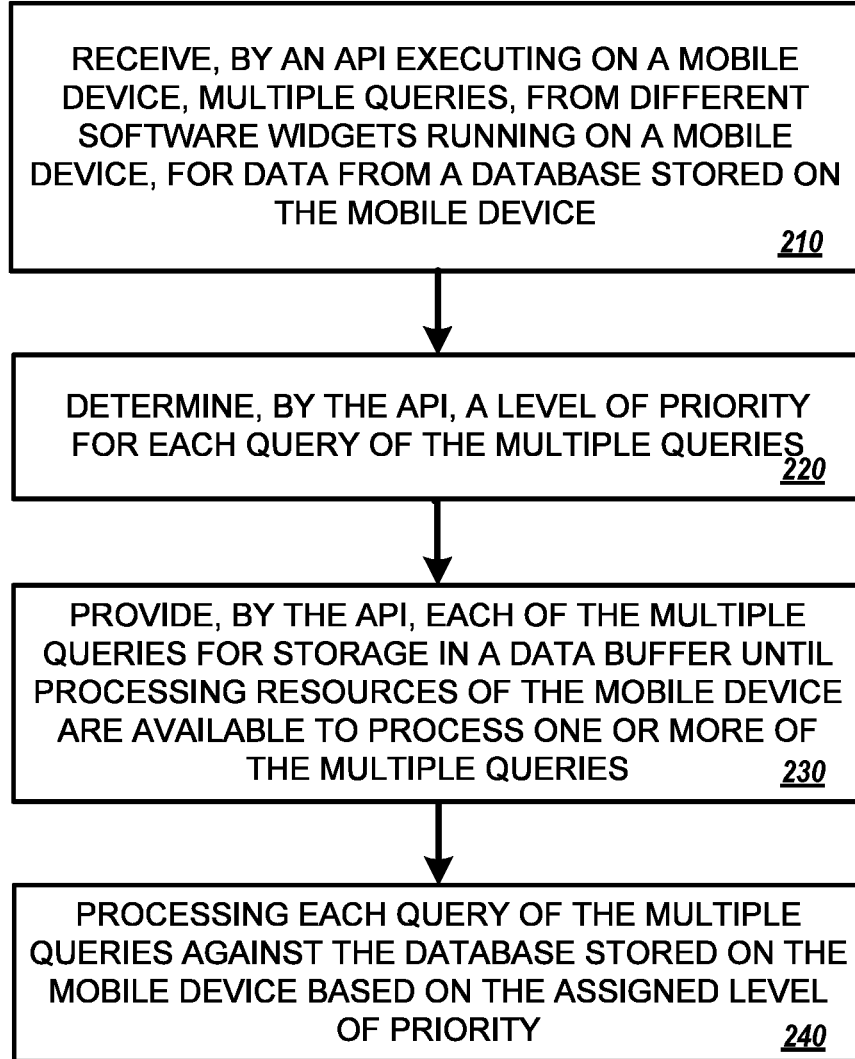 RECEIVE, BY AN API EXECUTING ON A MOBILE
DEVICE, MULTIPLE QUERIES, FROM DIFFERENT
SOFTWARE WIDGETS RUNNING ON A MOBILE
DEVICE, FOR DATA FROM A DATABASE STORED ON
THE MOBILE DEVICE
210
DETERMINE, BY THE API, A LEVEL OF PRIORITY
FOR EACH QUERY OF THE MULTIPLE QUERIES
220
PROVIDE, BY THE API, EACH OF THE MULTIPLE
QUERIES FOR STORAGE IN A DATA BUFFER UNTIL
PROCESSING RESOURCES OF THE MOBILE DEVICE
ARE AVAILABLE TO PROCESS ONE OR MORE OF
THE MULTIPLE QUERIES
230
PROCESSING EACH QUERY OF THE MULTIPLE
QUERIES AGAINST THE DATABASE STORED ON THE
MOBILE DEVICE BASED ON THE ASSIGNED LEVEL
OF PRIORITY
240